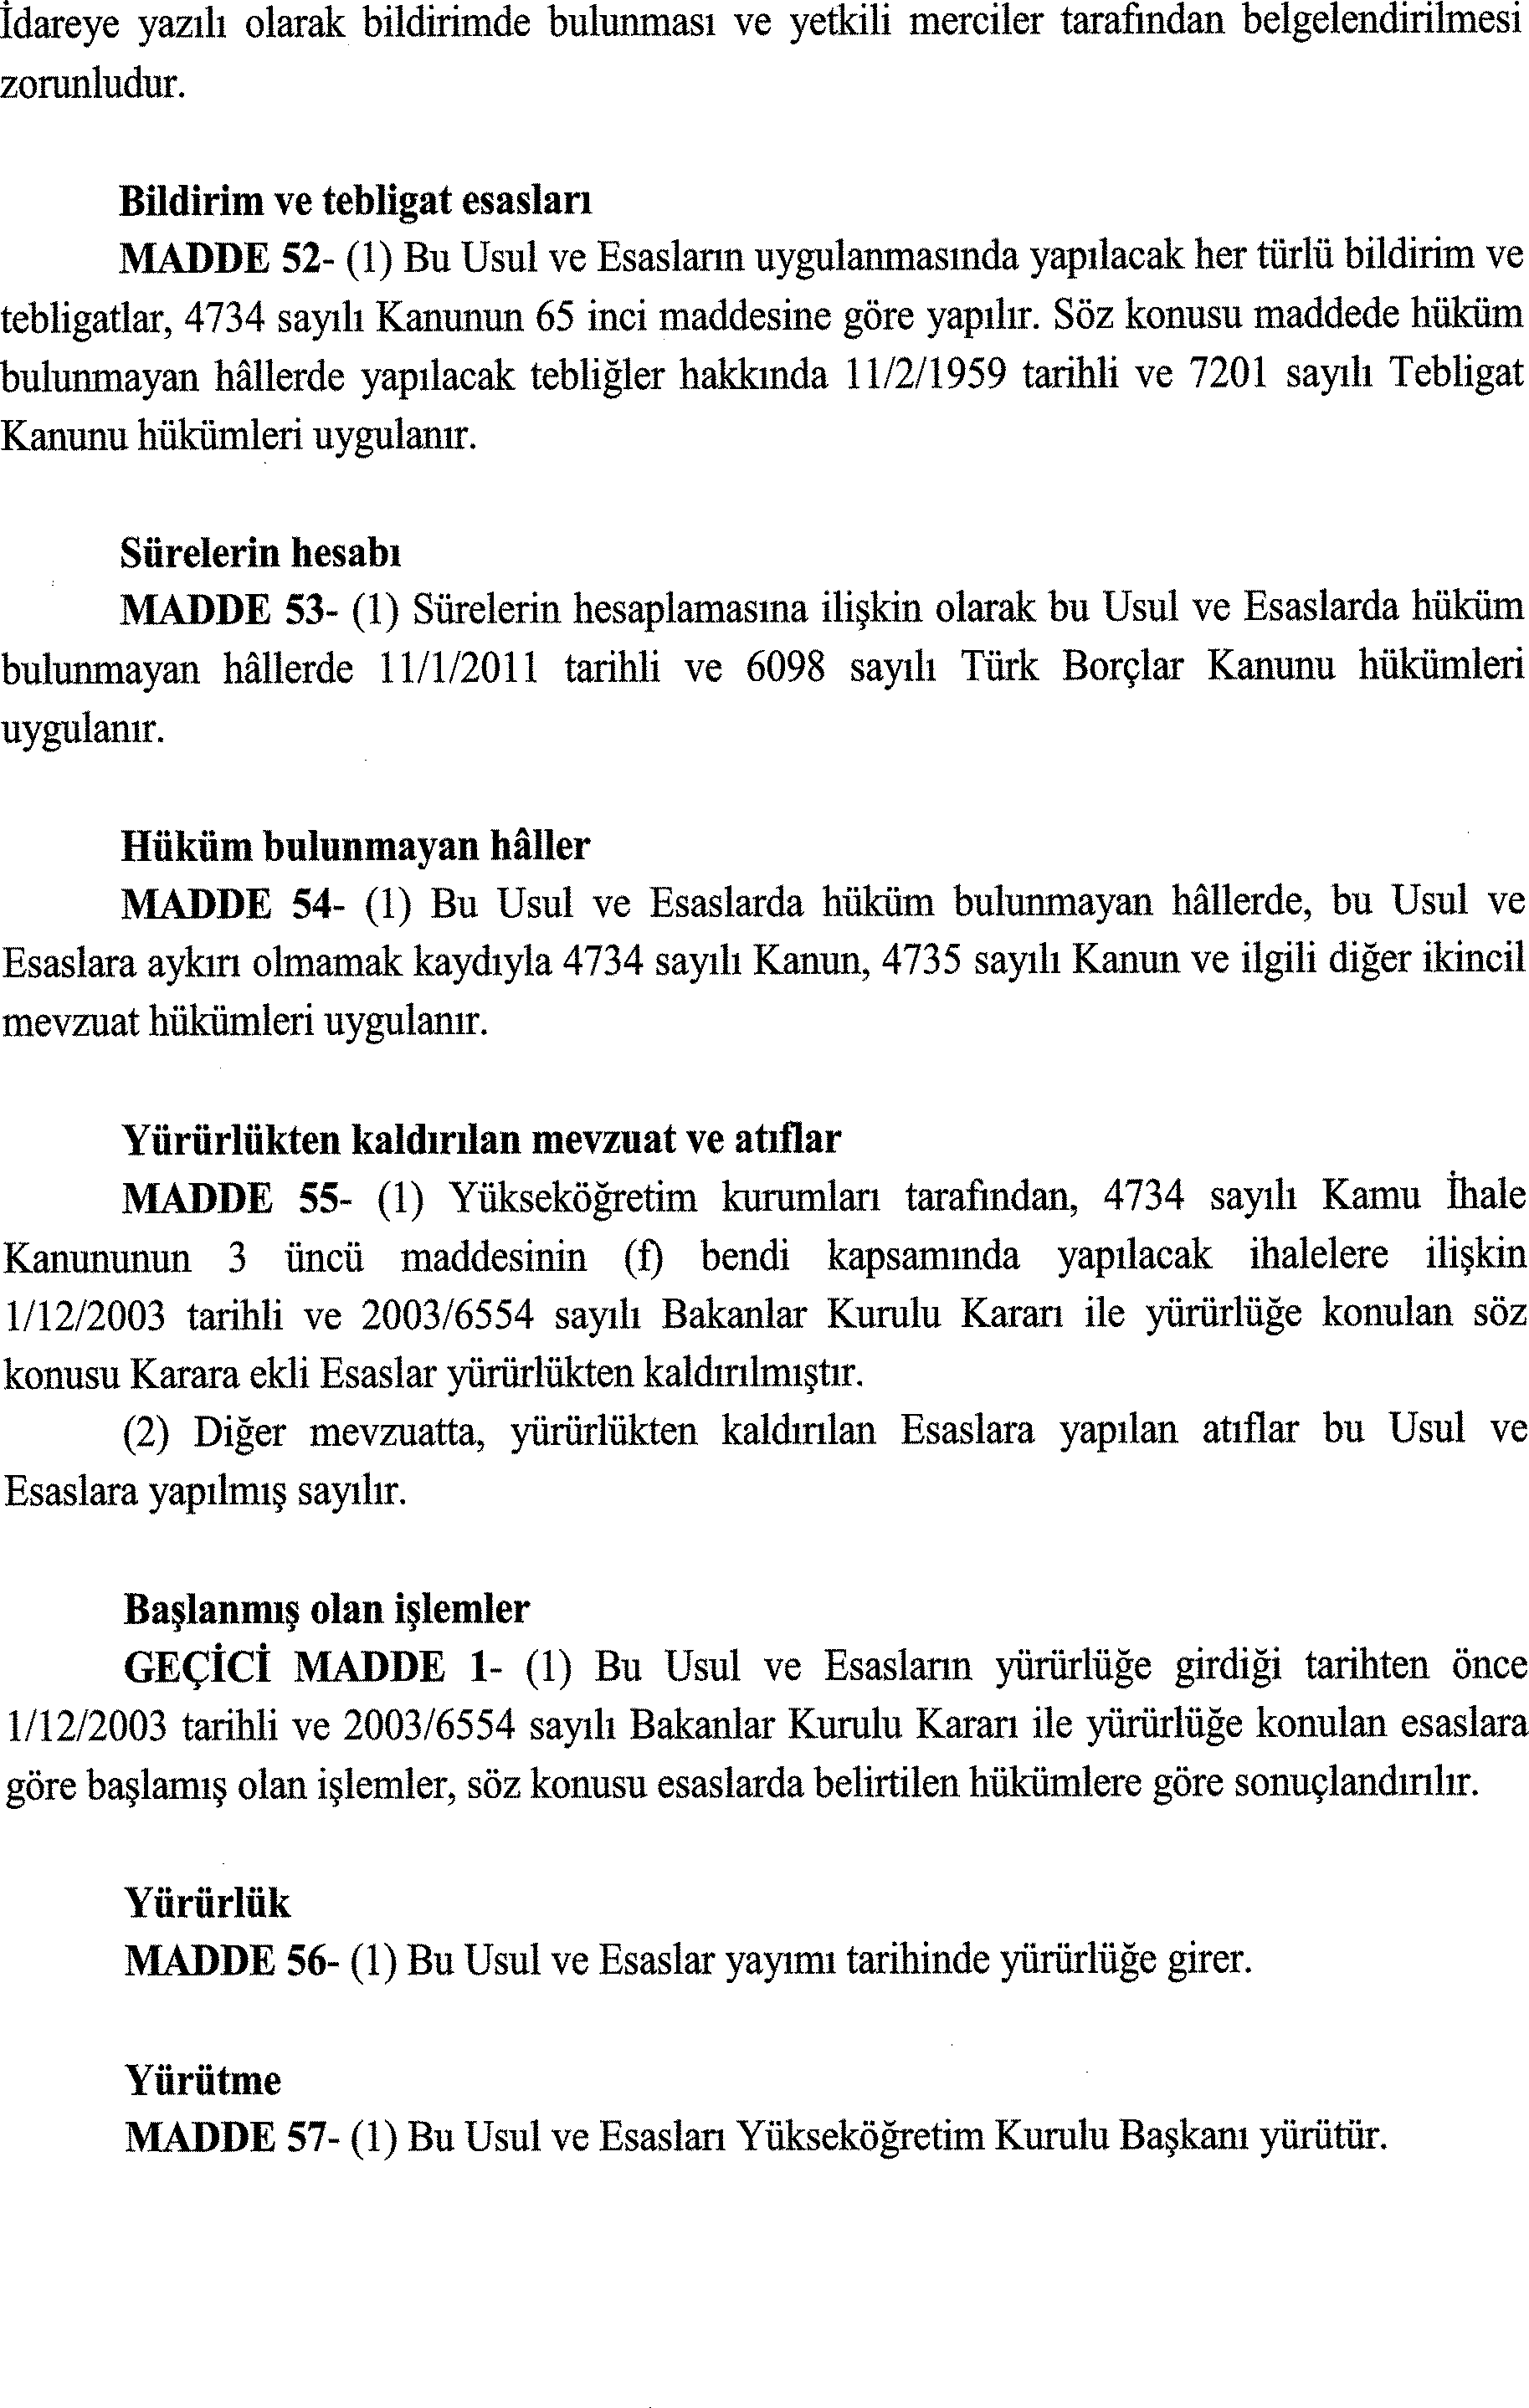 İdareye yazılı olarak bildirimde bulunması ve yetkili merciler tarafından belgelendirilmesi
zorunludur.
Bildirim ve tebligat esasları
MADDE 52- (1) Bu Usul ve Esasların uygulanmasında yapılacak her türlü bildirim ve
tebligatlar, 4734 sayılı Kanunun 65 inci maddesine göre yapılır. Söz konusu maddede hüküm
bulunmayan hâllerde yapılacak tebliğler hakkında 11/2/1959 tarihli ve 7201 sayılı Tebligat
Kanunu hükümleri uygulanır.
Sürelerin hesabı
MADDE 53- (1) Sürelerin hesaplamasına ilişkin olarak bu Usul ve Esaslarda hüküm
bulunmayan hâllerde 11/1/2011 tarihli ve 6098 sayılı Türk Borçlar Kanunu hükümleri
uygulanır.
Hüküm bulunmayan hâller
MADDE 54- (1) Bu Usul ve Esaslarda hüküm bulunmayan hâllerde, bu Usul ve
Esaslara aykırı olmamak kaydıyla 4734 sayılı Kanun, 4735 sayılı Kanun ve ilgili diğer ikincil
mevzuat hükümleri uygulanır.
Yürürlükten kaldırılan mevzuat ve atıflar
MADDE 55- (1) Yükseköğretim kurumları tarafından, 4734 sayılı Kamu İhale
Kanununun 3 üncü maddesinin (f) bendi kapsamında yapılacak ihalelere ilişkin
1/12/2003 tarihli ve 2003/6554 sayılı Bakanlar Kurulu Kararı ile yürürlüğe konulan söz
konusu Karara ekli Esaslar yürürlükten kaldırılmıştır.
(2) Diğer mevzuatta, yürürlükten kaldırılan Esaslara yapılan atıflar bu Usul ve
Esaslara yapılmış sayılır.
Başlanmış olan işlemler
GEÇİCİ MADDE 1- (1) Bu Usul ve Esasların yürürlüğe girdiği tarihten önce
1/12/2003 tarihli ve 2003/6554 sayılı Bakanlar Kurulu Kararı ile yürürlüğe konulan esaslara
göre başlamış olan işlemler, söz konusu esaslarda belirtilen hükümlere göre sonuçlandırılır.
Yürürlük
MADDE 56- (1) Bu Usul ve Esaslar yayımı tarihinde yürürlüğe girer.
Yürütme
MADDE 57- (1) Bu Usul ve Esasları Yükseköğretim Kurulu Başkanı yürütür.